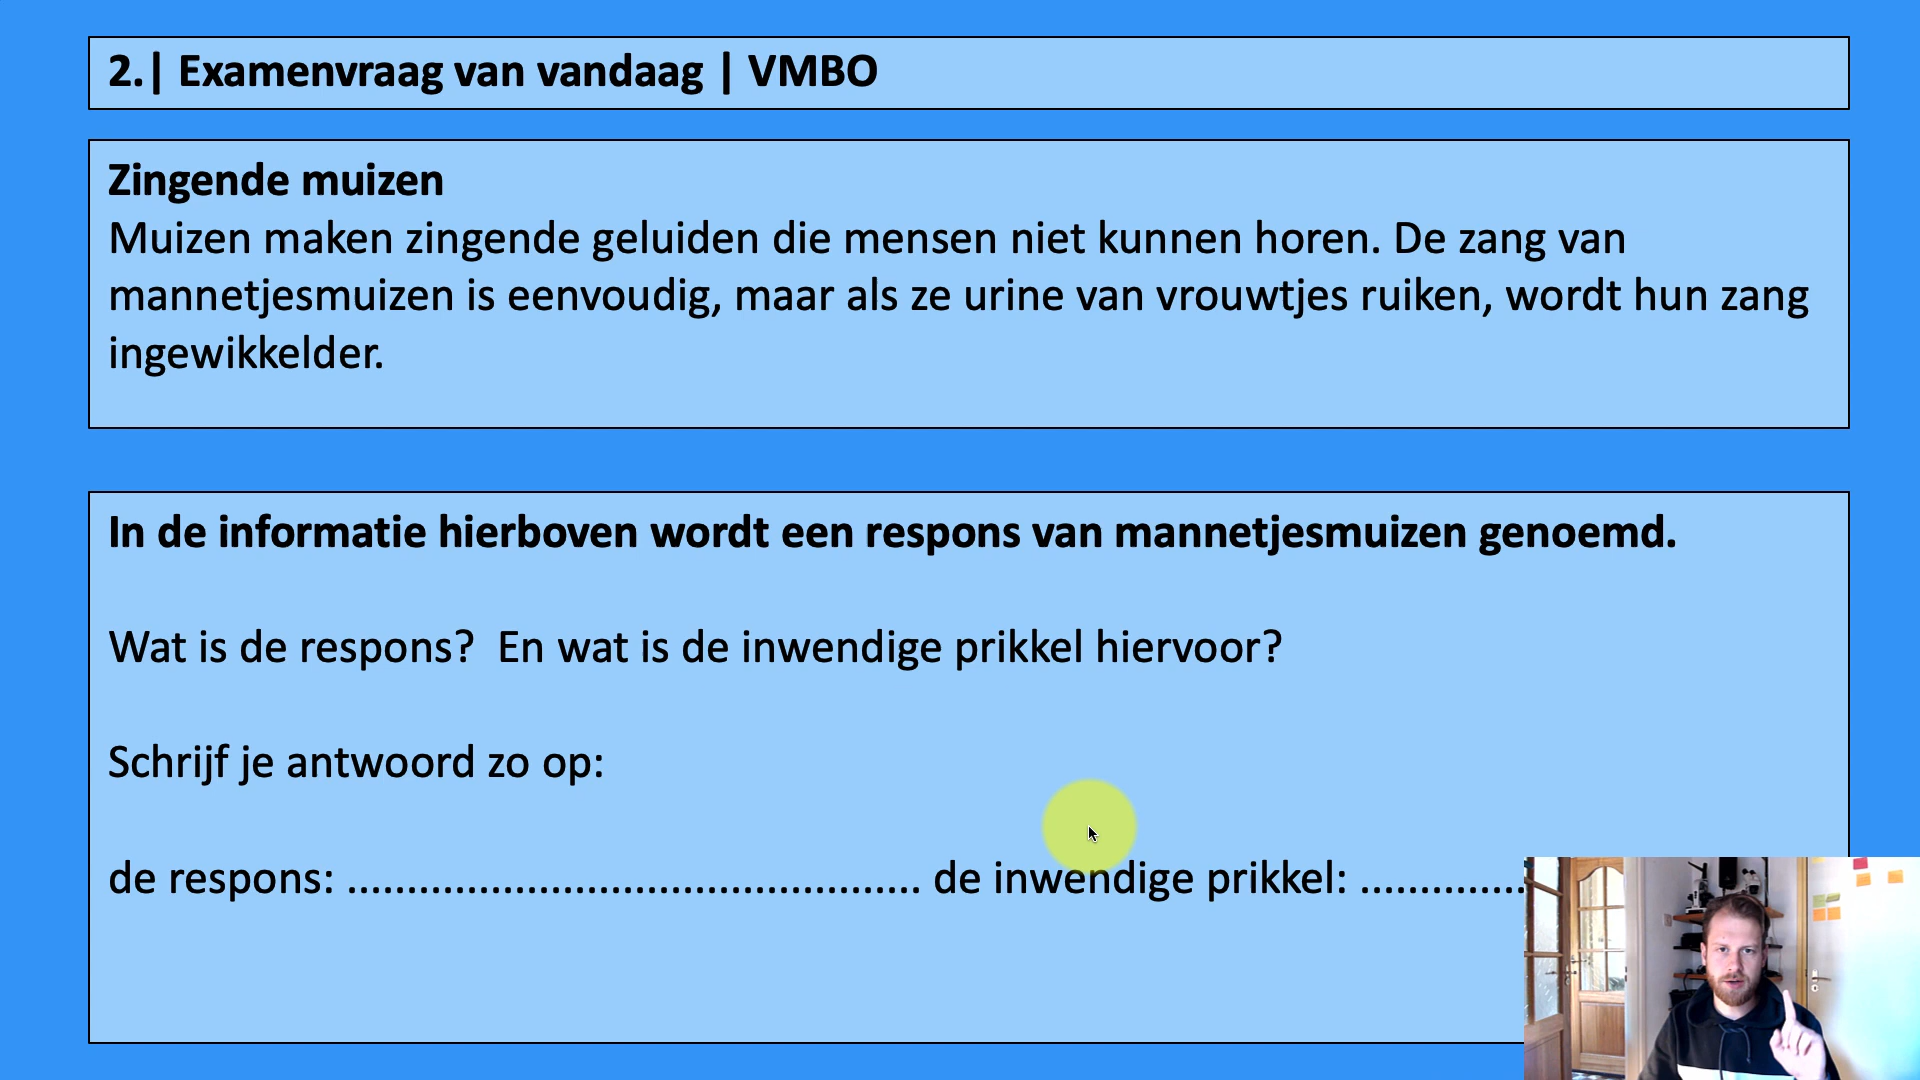 2.| Examenvraag van vandaag | VMBO
Zingende muizen
Muizen maken zingende geluiden die mensen niet kunnen horen. De zang van
mannetjesmuizen is eenvoudig, maar als ze urine van vrouwtjes ruiken, wordt hun zang
ingewikkelder.
In de informatie hierboven wordt een respons van mannetjesmuizen genoemd.
Wat is de respons?  En wat is de inwendige prikkel hiervoor?
Schrijf je antwoord zo op:
de respons: ................................................ de inwendige prikkel: ..............